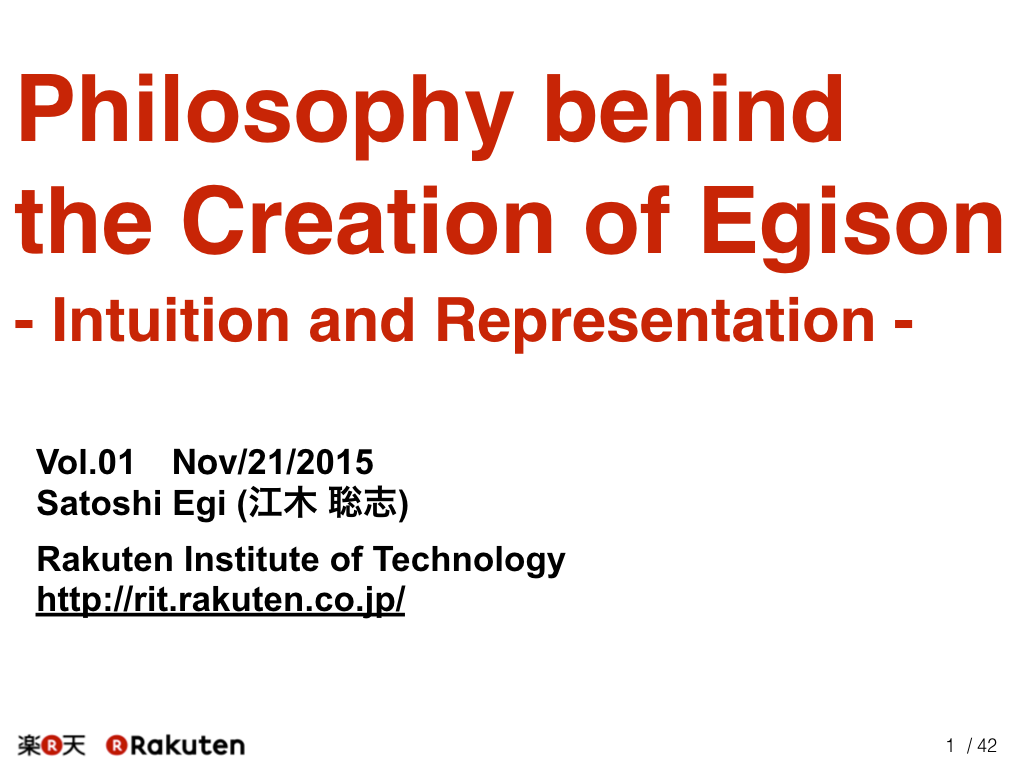 Philosophy behind
the Creation of Egison
- Intuition and Representation -
Vol.01 Nov/21/2015
Satoshi Egi (江木 聡志)
Rakuten Institute of Technology
http://rit.rakuten.co.jp/
楽R天 R Rakuten
1 / 42